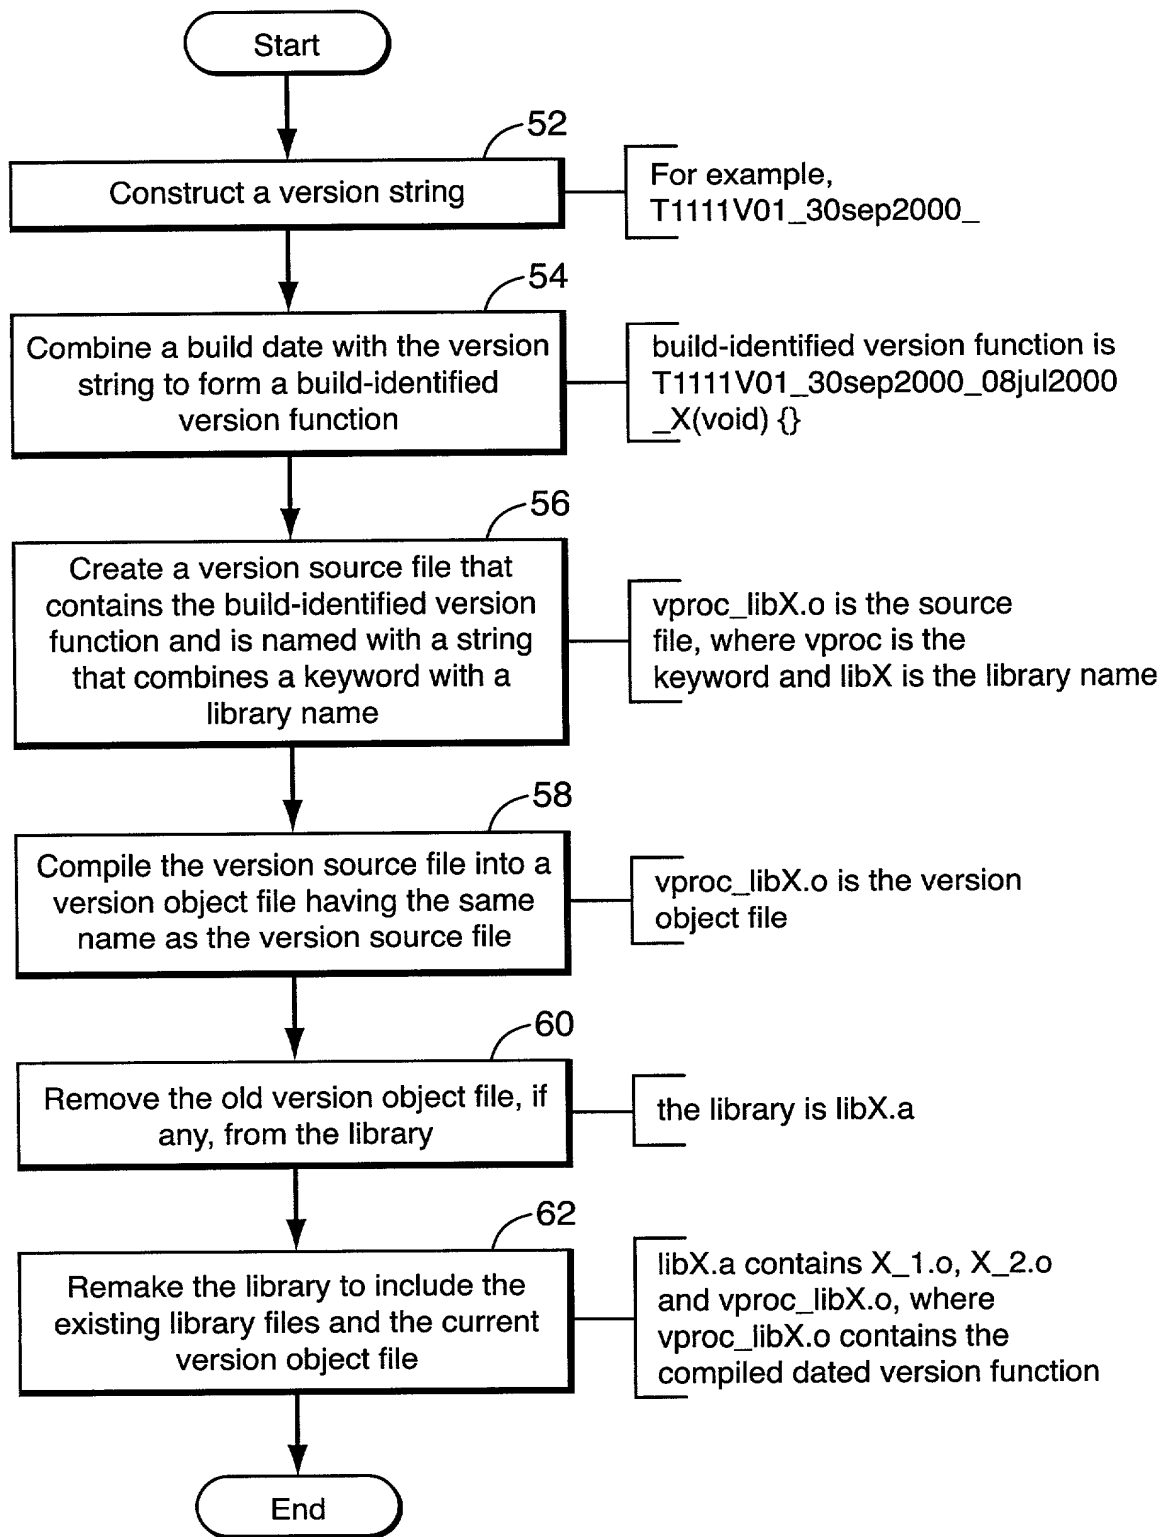 Start
52
Construct a version string
For example,
T1111V01_30sep2000_
54
Combine a build date with the version
string to form a build-identified
version function
build-identified version function is
T1111V01_30sep2000_08jul2000
_X(void) {}
56
Create a version source file that
contains the build-identified version
function and is named with a string
that combines a keyword with a
library name
vproc_libX.o is the source
file, where vproc is the
keyword and libX is the library name
58
Compile the version source file into a
version object file having the same
name as the version source file
vproc_libX.o is the version
object file
60
Remove the old version object file, if
any, from the library
the library is libX.a
62
Remake the library to include the
existing library files and the current
version object file
libX.a contains X_1.o, X_2.o
and vproc_libX.o, where
vproc_libX.o contains the
compiled dated version function
End